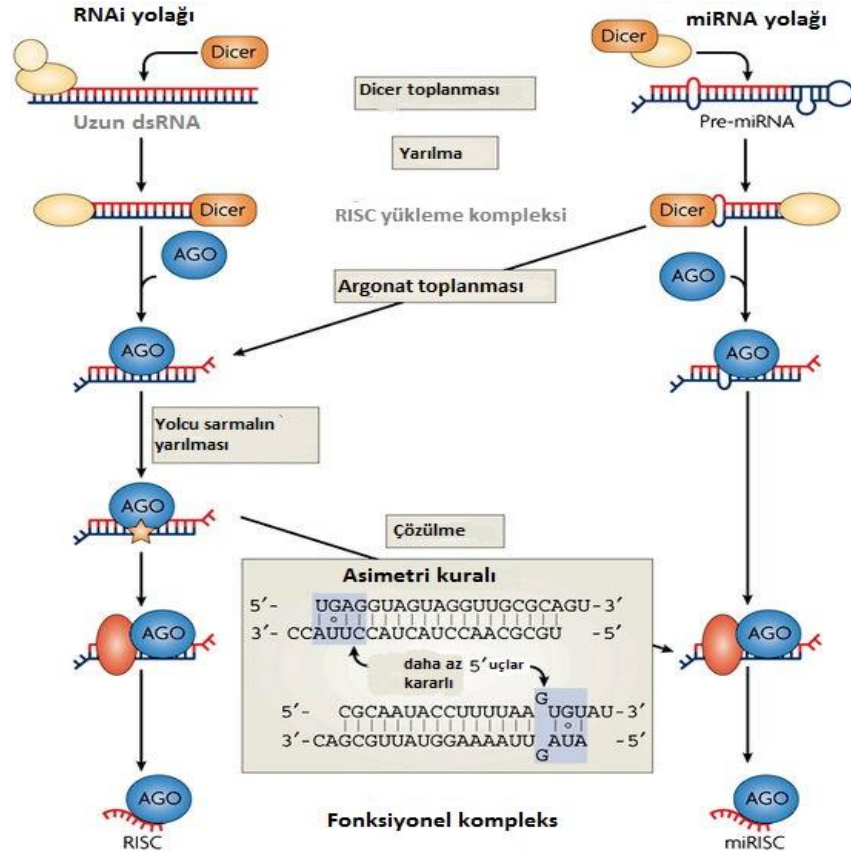 RNAi yolağı
miRNA yolağı
Dicer
Dicer
Uzun dsRNA
Dicer toplanması
Pre-miRNA
Yarılma
Dicer
RISC yükleme kompleksi
Dicer
AGO
Argonat toplanması
AGO
AGO
AGO
Yolcu sarmalın
yarılması
AGO
Çözülme
Asimetri kuralı
5′- UGAGGUAGUAGGUUGCGCAGU-3′
3′- CCAUUCCAUCAUCCAACGCGU -5′
daha az
kararlı
5′uçlar
G
5′- CGCAAUACCUUUUAA UGUAU-3′
3′-CAGCGUUAUGGAAAAUU AUA -5′
G
AGO
AGO
AGO
RISC
Fonksiyonel kompleks
AGO
miRISC